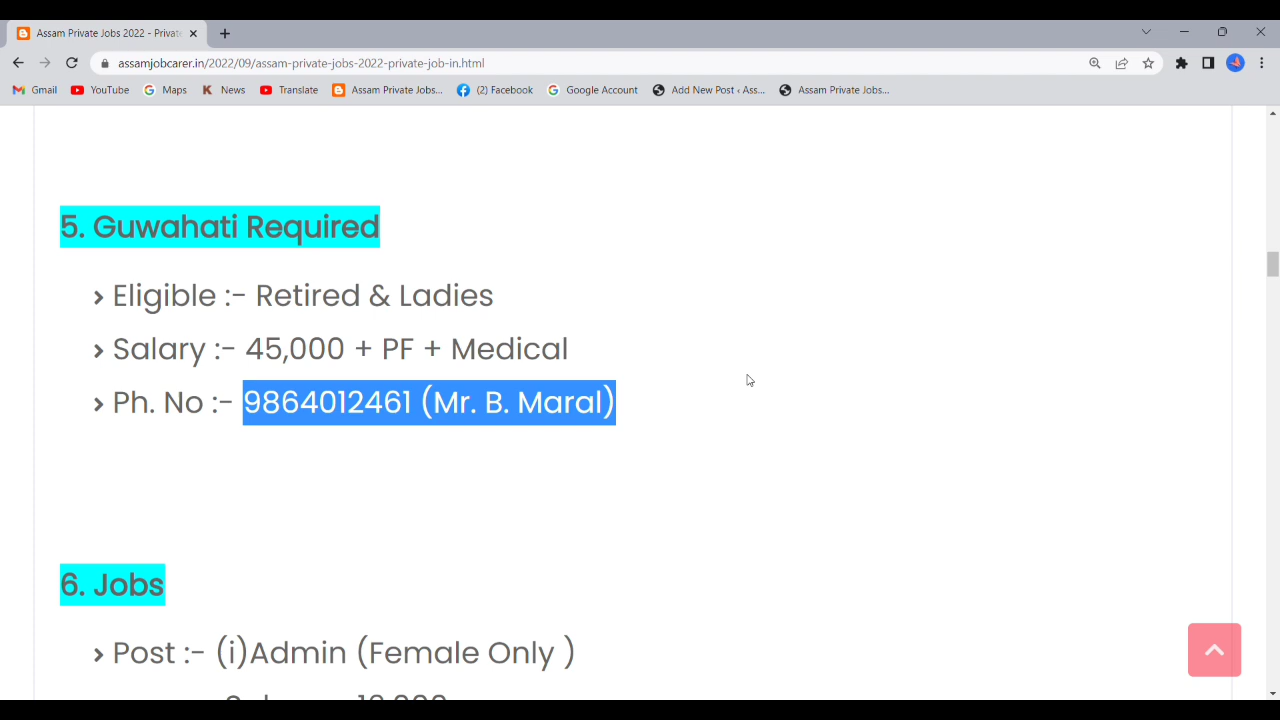 Assam Private Jobs 2022 - Privat
assamjobcarer.in/2022/09/assam-private-jobs-2022-private-job-in.html
Gmail YouTube Maps News Translate Assam Private Jobs... (2) Facebook Google Account Add New Post ‹ Ass... Assam Private Jobs...
5. Guwahati Required
› Eligible :- Retired & Ladies
› Salary :- 45,000 + PF + Medical
› Ph. No :- 9864012461 (Mr. B. Maral)
6. Jobs
› Post :- (i)Admin (Female Only )